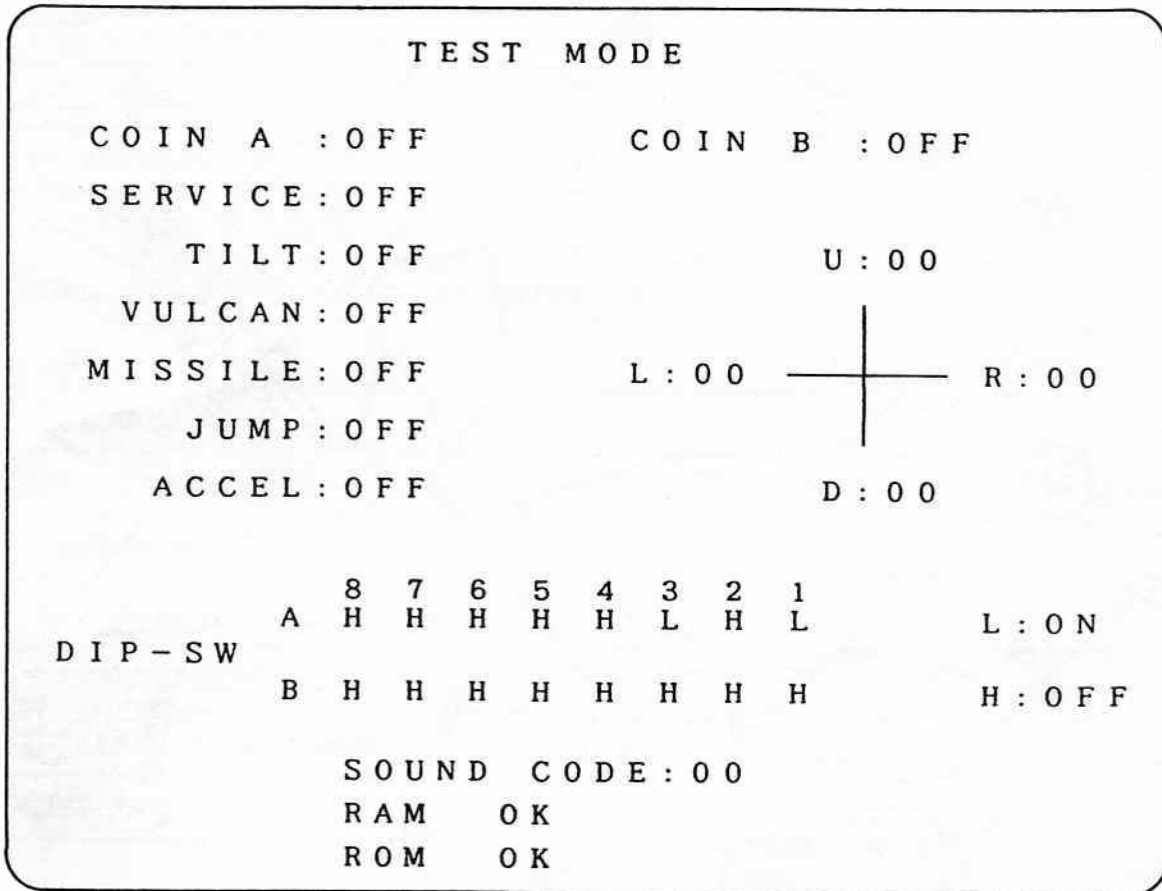 TEST MODE
COIN A :OFF COIN B :OFF
SERVICE:OFF
TILT:OFF U:00
VULCAN:OFF
MISSILE:OFF L:00 R:00
JUMP:OFF
ACCEL:OFF D:00
8 7 6 5 4 3 2 1
A H H H H H L H L L:ON
DIP-SW
B H H H H H H H H H:OFF
SOUND CODE:00
RAM OK
ROM OK